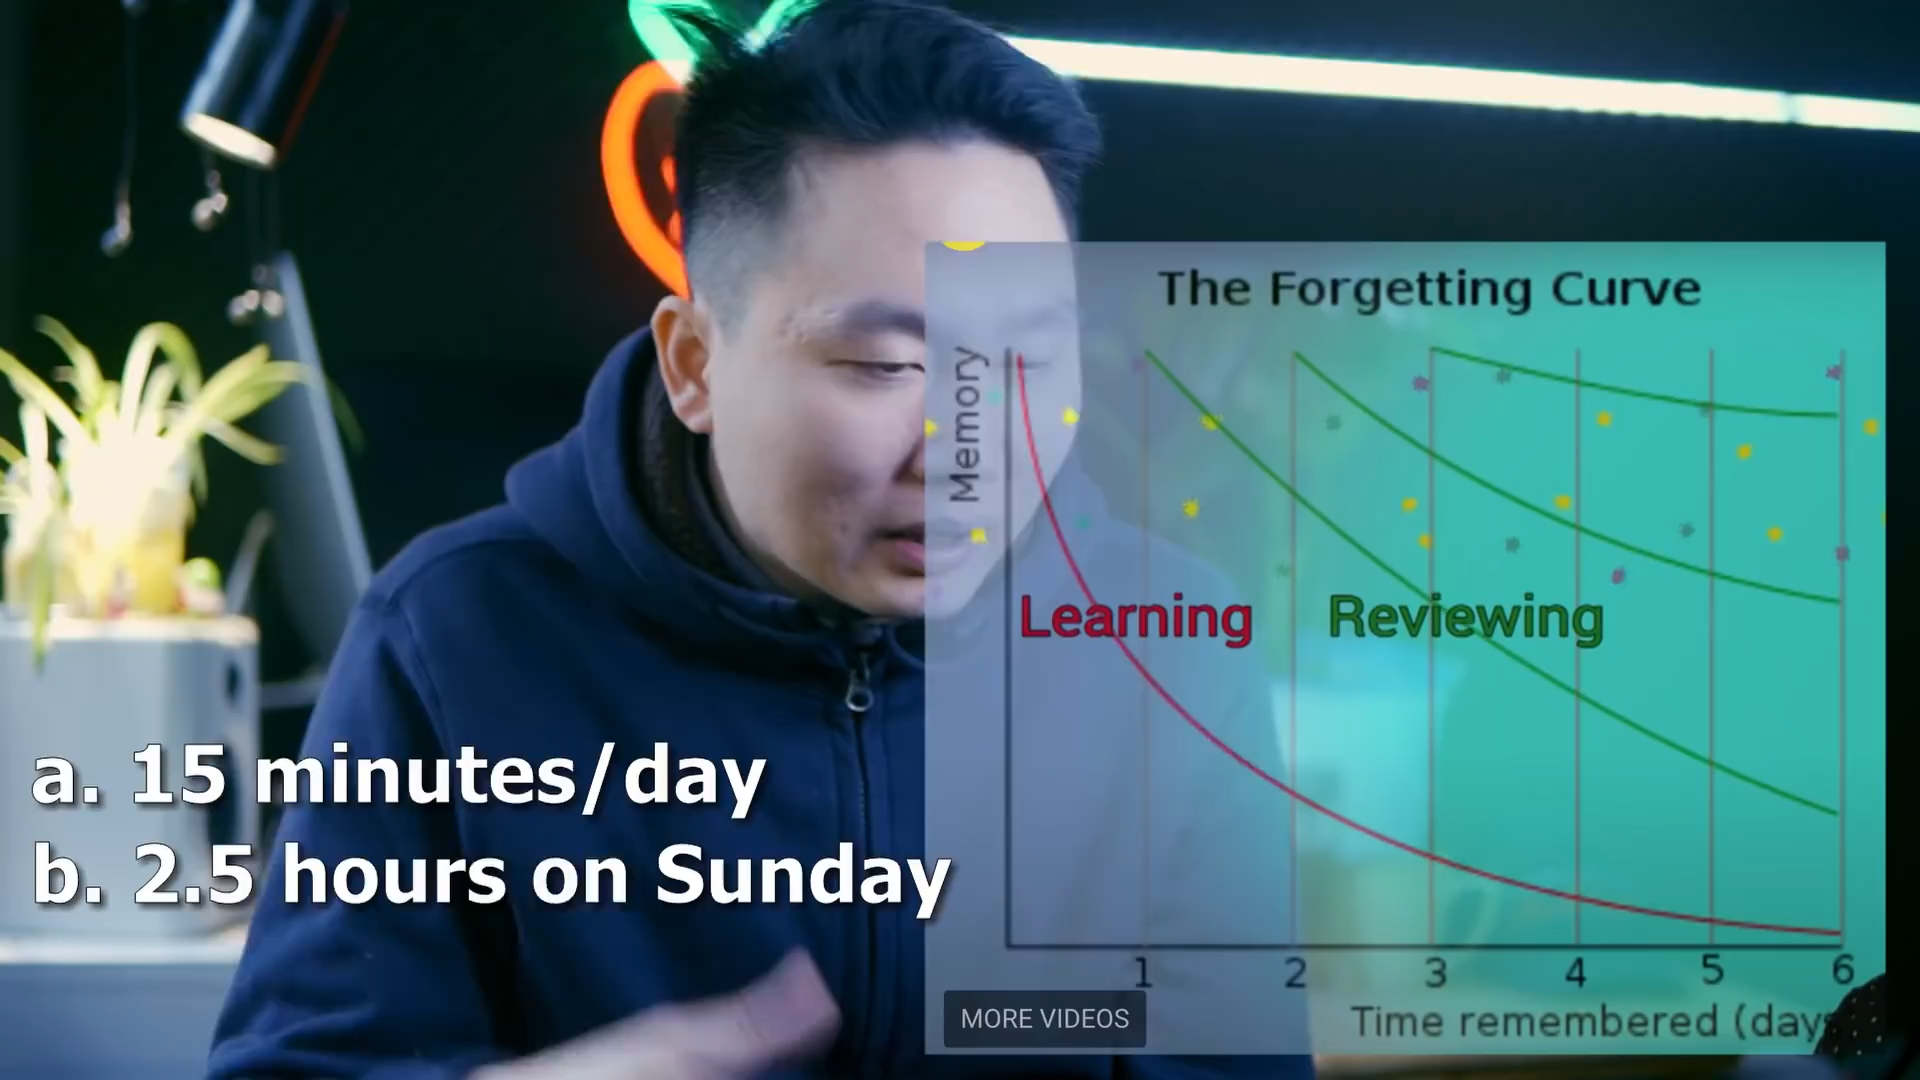 The Forgetting Curve
Memory
Learning
Reviewing
a. 15 minutes/day
b. 2.5 hours on Sunday
1 2 3 4 5 6
MORE VIDEOS
Time remembered (days